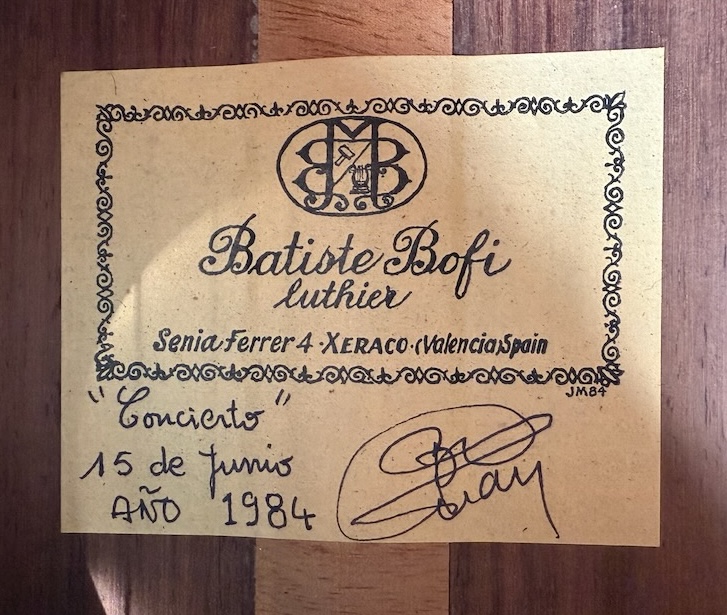 Batiste Bofi
luthier
Senia Ferrer 4 · XERACO · (Valencia) Spain
JM84
"Concierto"
15 de Junio
AÑO 1984